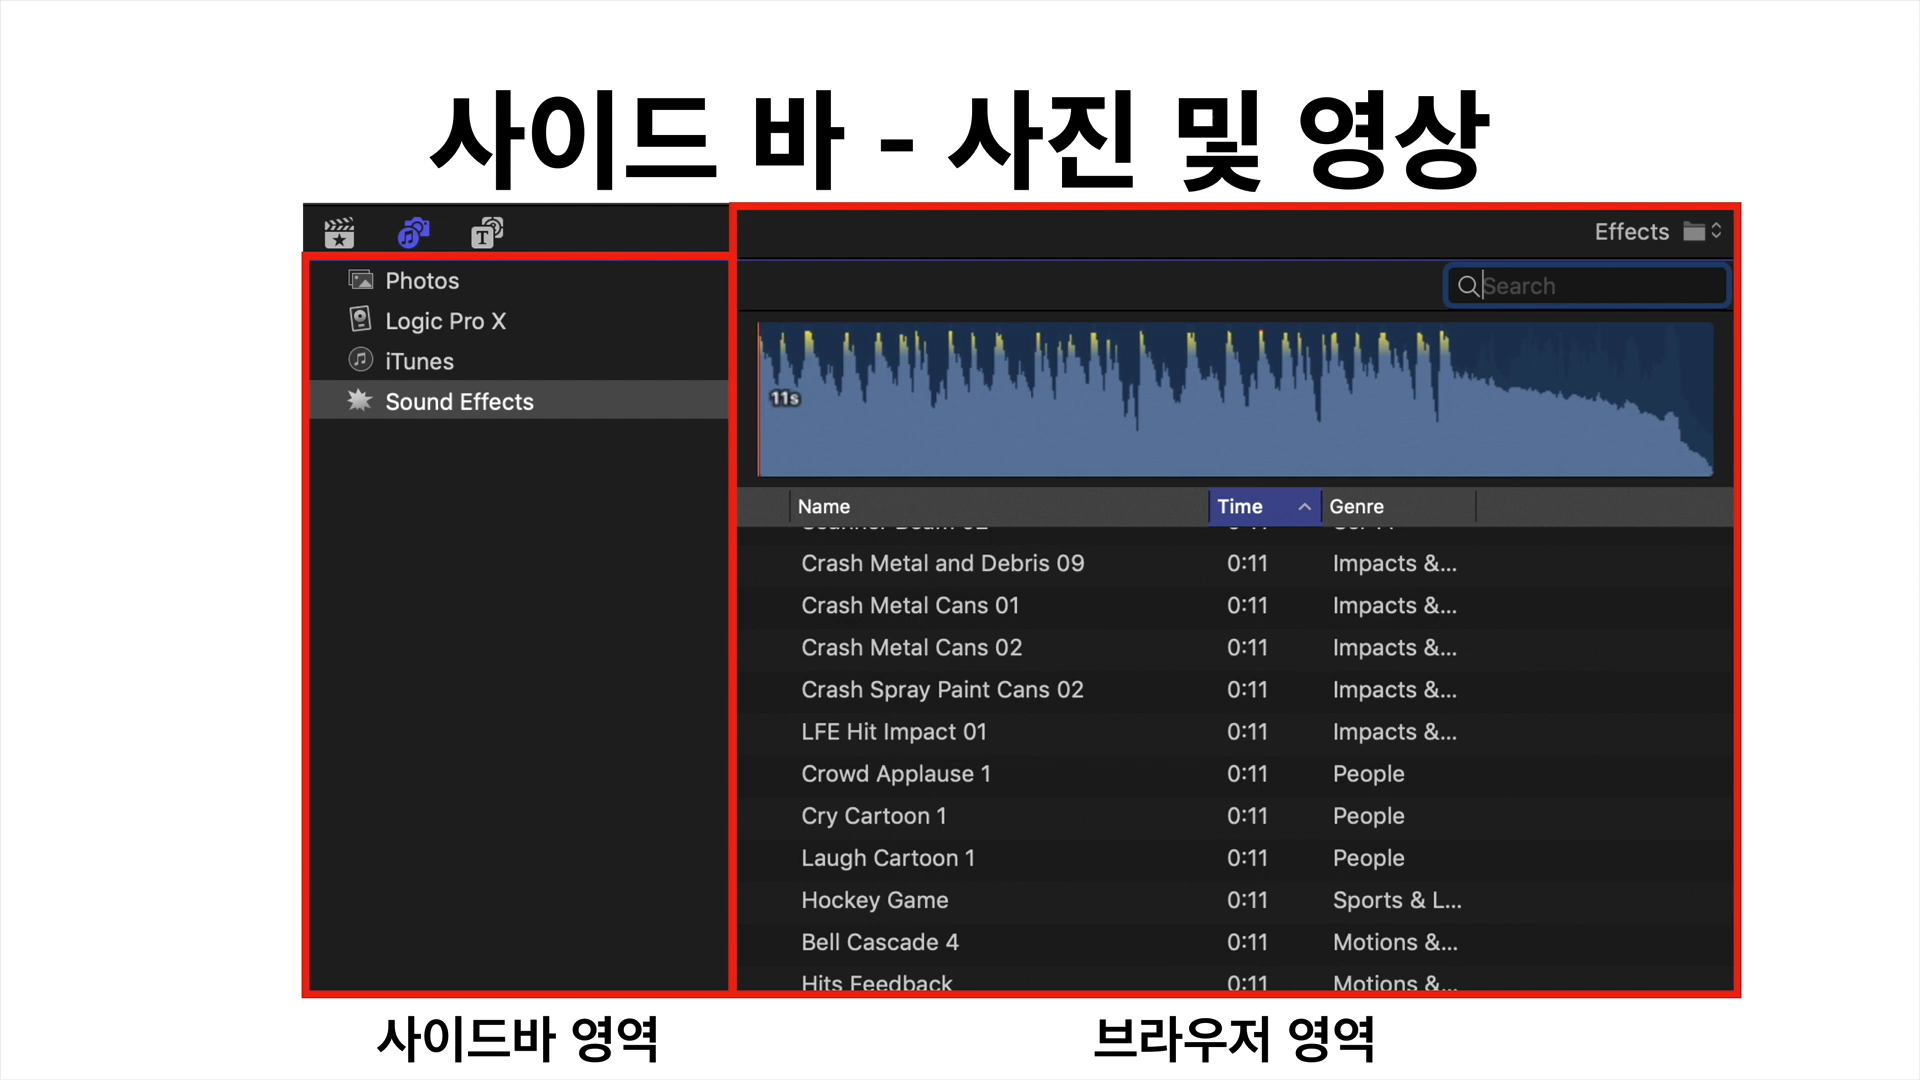 사이드 바 - 사진 및 영상
Effects
Photos
Search
Logic Pro X
iTunes
11s
Sound Effects
Name Time Genre
Crash Metal and Debris 09 0:11 Impacts &...
Crash Metal Cans 01 0:11 Impacts &...
Crash Metal Cans 02 0:11 Impacts &...
Crash Spray Paint Cans 02 0:11 Impacts &...
LFE Hit Impact 01 0:11 Impacts &...
Crowd Applause 1 0:11 People
Cry Cartoon 1 0:11 People
Laugh Cartoon 1 0:11 People
Hockey Game 0:11 Sports & L...
Bell Cascade 4 0:11 Motions &...
Hits Feedback 0:11 Motions &...
사이드바 영역
브라우저 영역